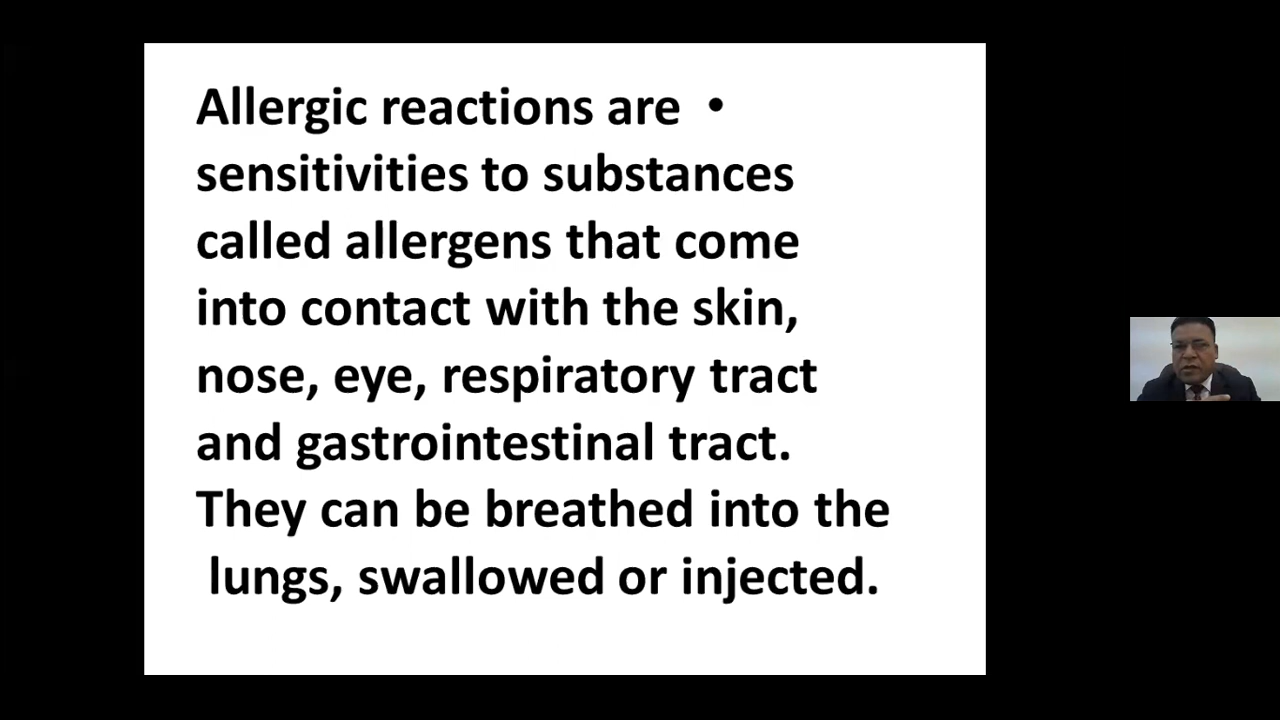 Allergic reactions are •
sensitivities to substances
called allergens that come
into contact with the skin,
nose, eye, respiratory tract
and gastrointestinal tract.
They can be breathed into the
lungs, swallowed or injected.